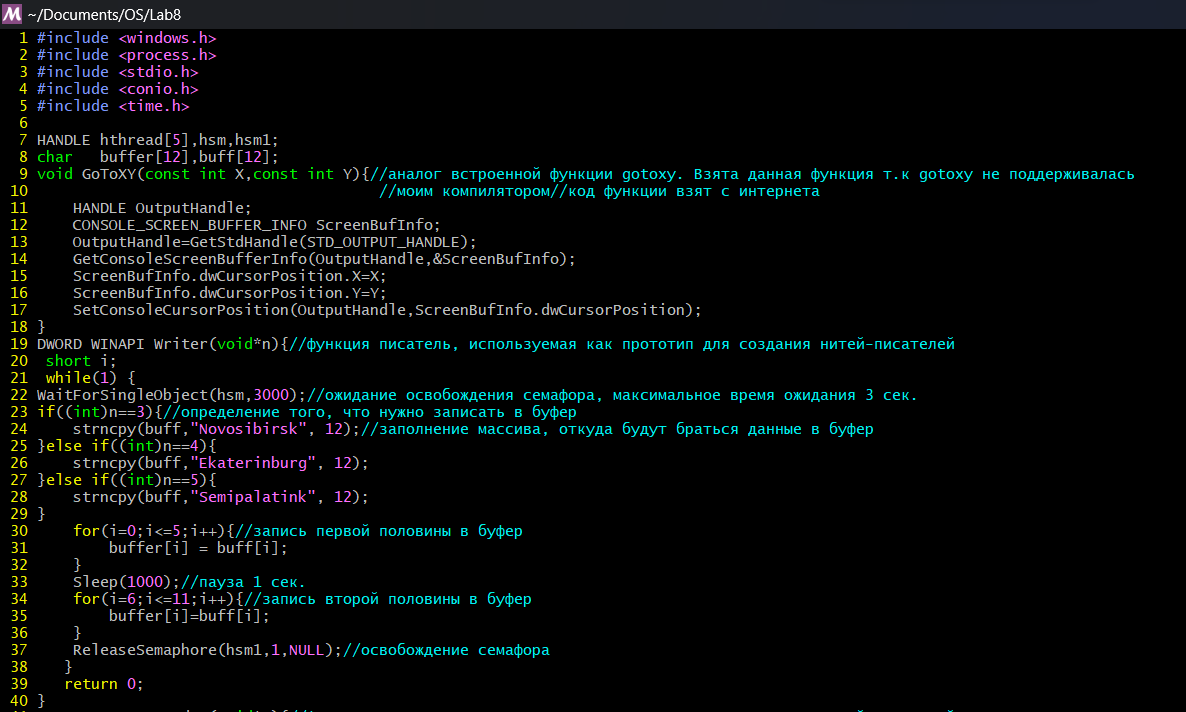 ~/Documents/OS/Lab8
1 #include <windows.h>
2 #include <process.h>
3 #include <stdio.h>
4 #include <conio.h>
5 #include <time.h>
6
7 HANDLE hthread[5],hsm,hsm1;
8 char   buffer[12],buff[12];
9 void GoToXY(const int X,const int Y){//аналог встроенной функции gotoxy. Взята данная функция т.к gotoxy не поддерживалась
10                                      //моим компилятором//код функции взят с интернета
11     HANDLE OutputHandle;
12     CONSOLE_SCREEN_BUFFER_INFO ScreenBufInfo;
13     OutputHandle=GetStdHandle(STD_OUTPUT_HANDLE);
14     GetConsoleScreenBufferInfo(OutputHandle,&ScreenBufInfo);
15     ScreenBufInfo.dwCursorPosition.X=X;
16     ScreenBufInfo.dwCursorPosition.Y=Y;
17     SetConsoleCursorPosition(OutputHandle,ScreenBufInfo.dwCursorPosition);
18 }
19 DWORD WINAPI Writer(void*n){//функция писатель, используемая как прототип для создания нитей-писателей
20  short i;
21  while(1) {
22 WaitForSingleObject(hsm,3000);//ожидание освобождения семафора, максимальное время ожидания 3 сек.
23 if((int)n==3){//определение того, что нужно записать в буфер
24     strncpy(buff,"Novosibirsk", 12);//заполнение массива, откуда будут браться данные в буфер
25 }else if((int)n==4){
26     strncpy(buff,"Ekaterinburg", 12);
27 }else if((int)n==5){
28     strncpy(buff,"Semipalatink", 12);
29 }
30     for(i=0;i<=5;i++){//запись первой половины в буфер
31         buffer[i] = buff[i];
32     }
33     Sleep(1000);//пауза 1 сек.
34     for(i=6;i<=11;i++){//запись второй половины в буфер
35         buffer[i]=buff[i];
36     }
37     ReleaseSemaphore(hsm1,1,NULL);//освобождение семафора
38    }
39    return 0;
40 }